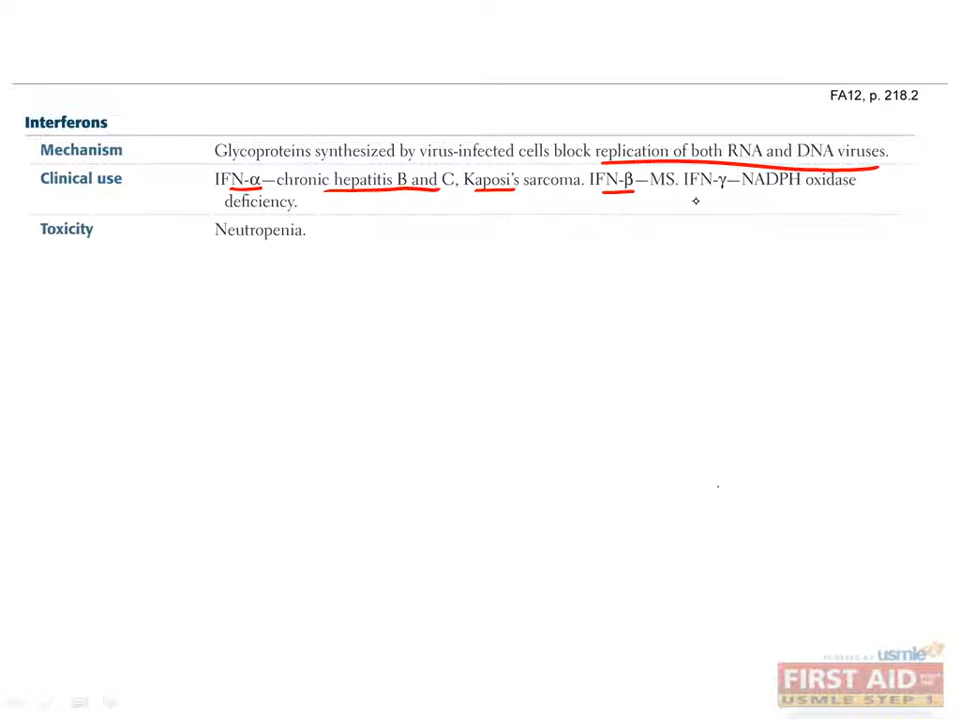 FA12, p. 218.2
Interferons
Mechanism Glycoproteins synthesized by virus-infected cells block replication of both RNA and DNA viruses.
Clinical use IFN-α—chronic hepatitis B and C, Kaposi's sarcoma. IFN-β—MS. IFN-γ—NADPH oxidase
deficiency.
Toxicity Neutropenia.
POWERED BY usmle
FIRST AID
USMLE STEP 1